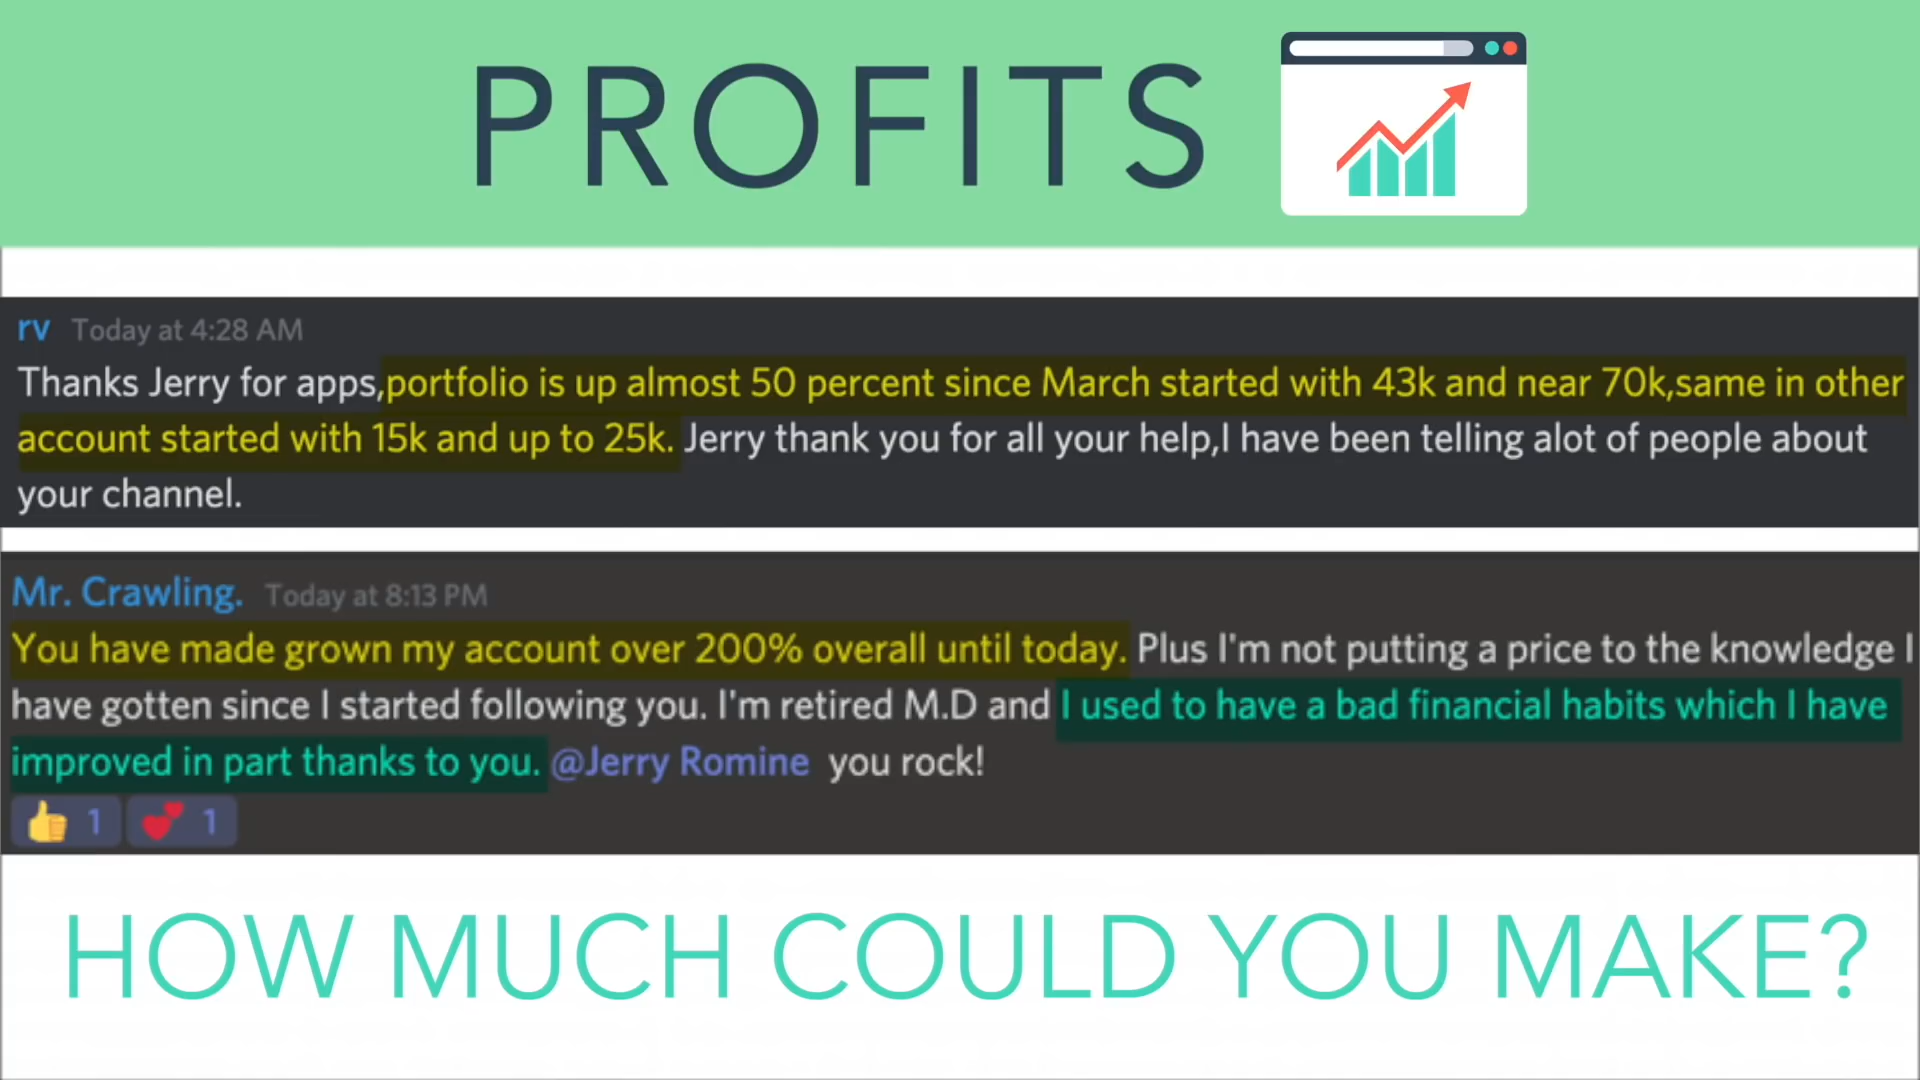 PROFITS
rv Today at 4:28 AM
Thanks Jerry for apps,portfolio is up almost 50 percent since March started with 43k and near 70k,same in other
account started with 15k and up to 25k. Jerry thank you for all your help,I have been telling alot of people about
your channel.
Mr. Crawling. Today at 8:13 PM
You have made grown my account over 200% overall until today. Plus I'm not putting a price to the knowledge I
have gotten since I started following you. I'm retired M.D and I used to have a bad financial habits which I have
improved in part thanks to you. @Jerry Romine you rock!
👍 1 💕 1
HOW MUCH COULD YOU MAKE?